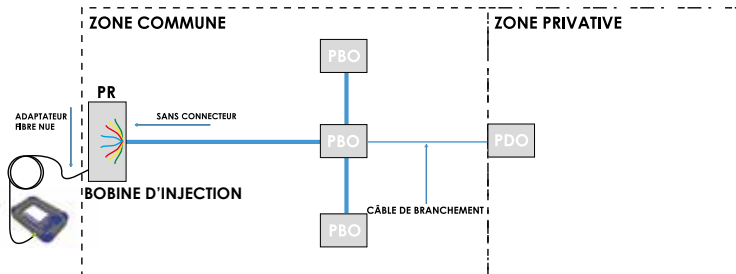 ZONE COMMUNE
ZONE PRIVATIVE
PBO
PR
ADAPTATEUR
FIBRE NUE
SANS CONNECTEUR
PBO
PDO
BOBINE D'INJECTION
CÂBLE DE BRANCHEMENT
PBO